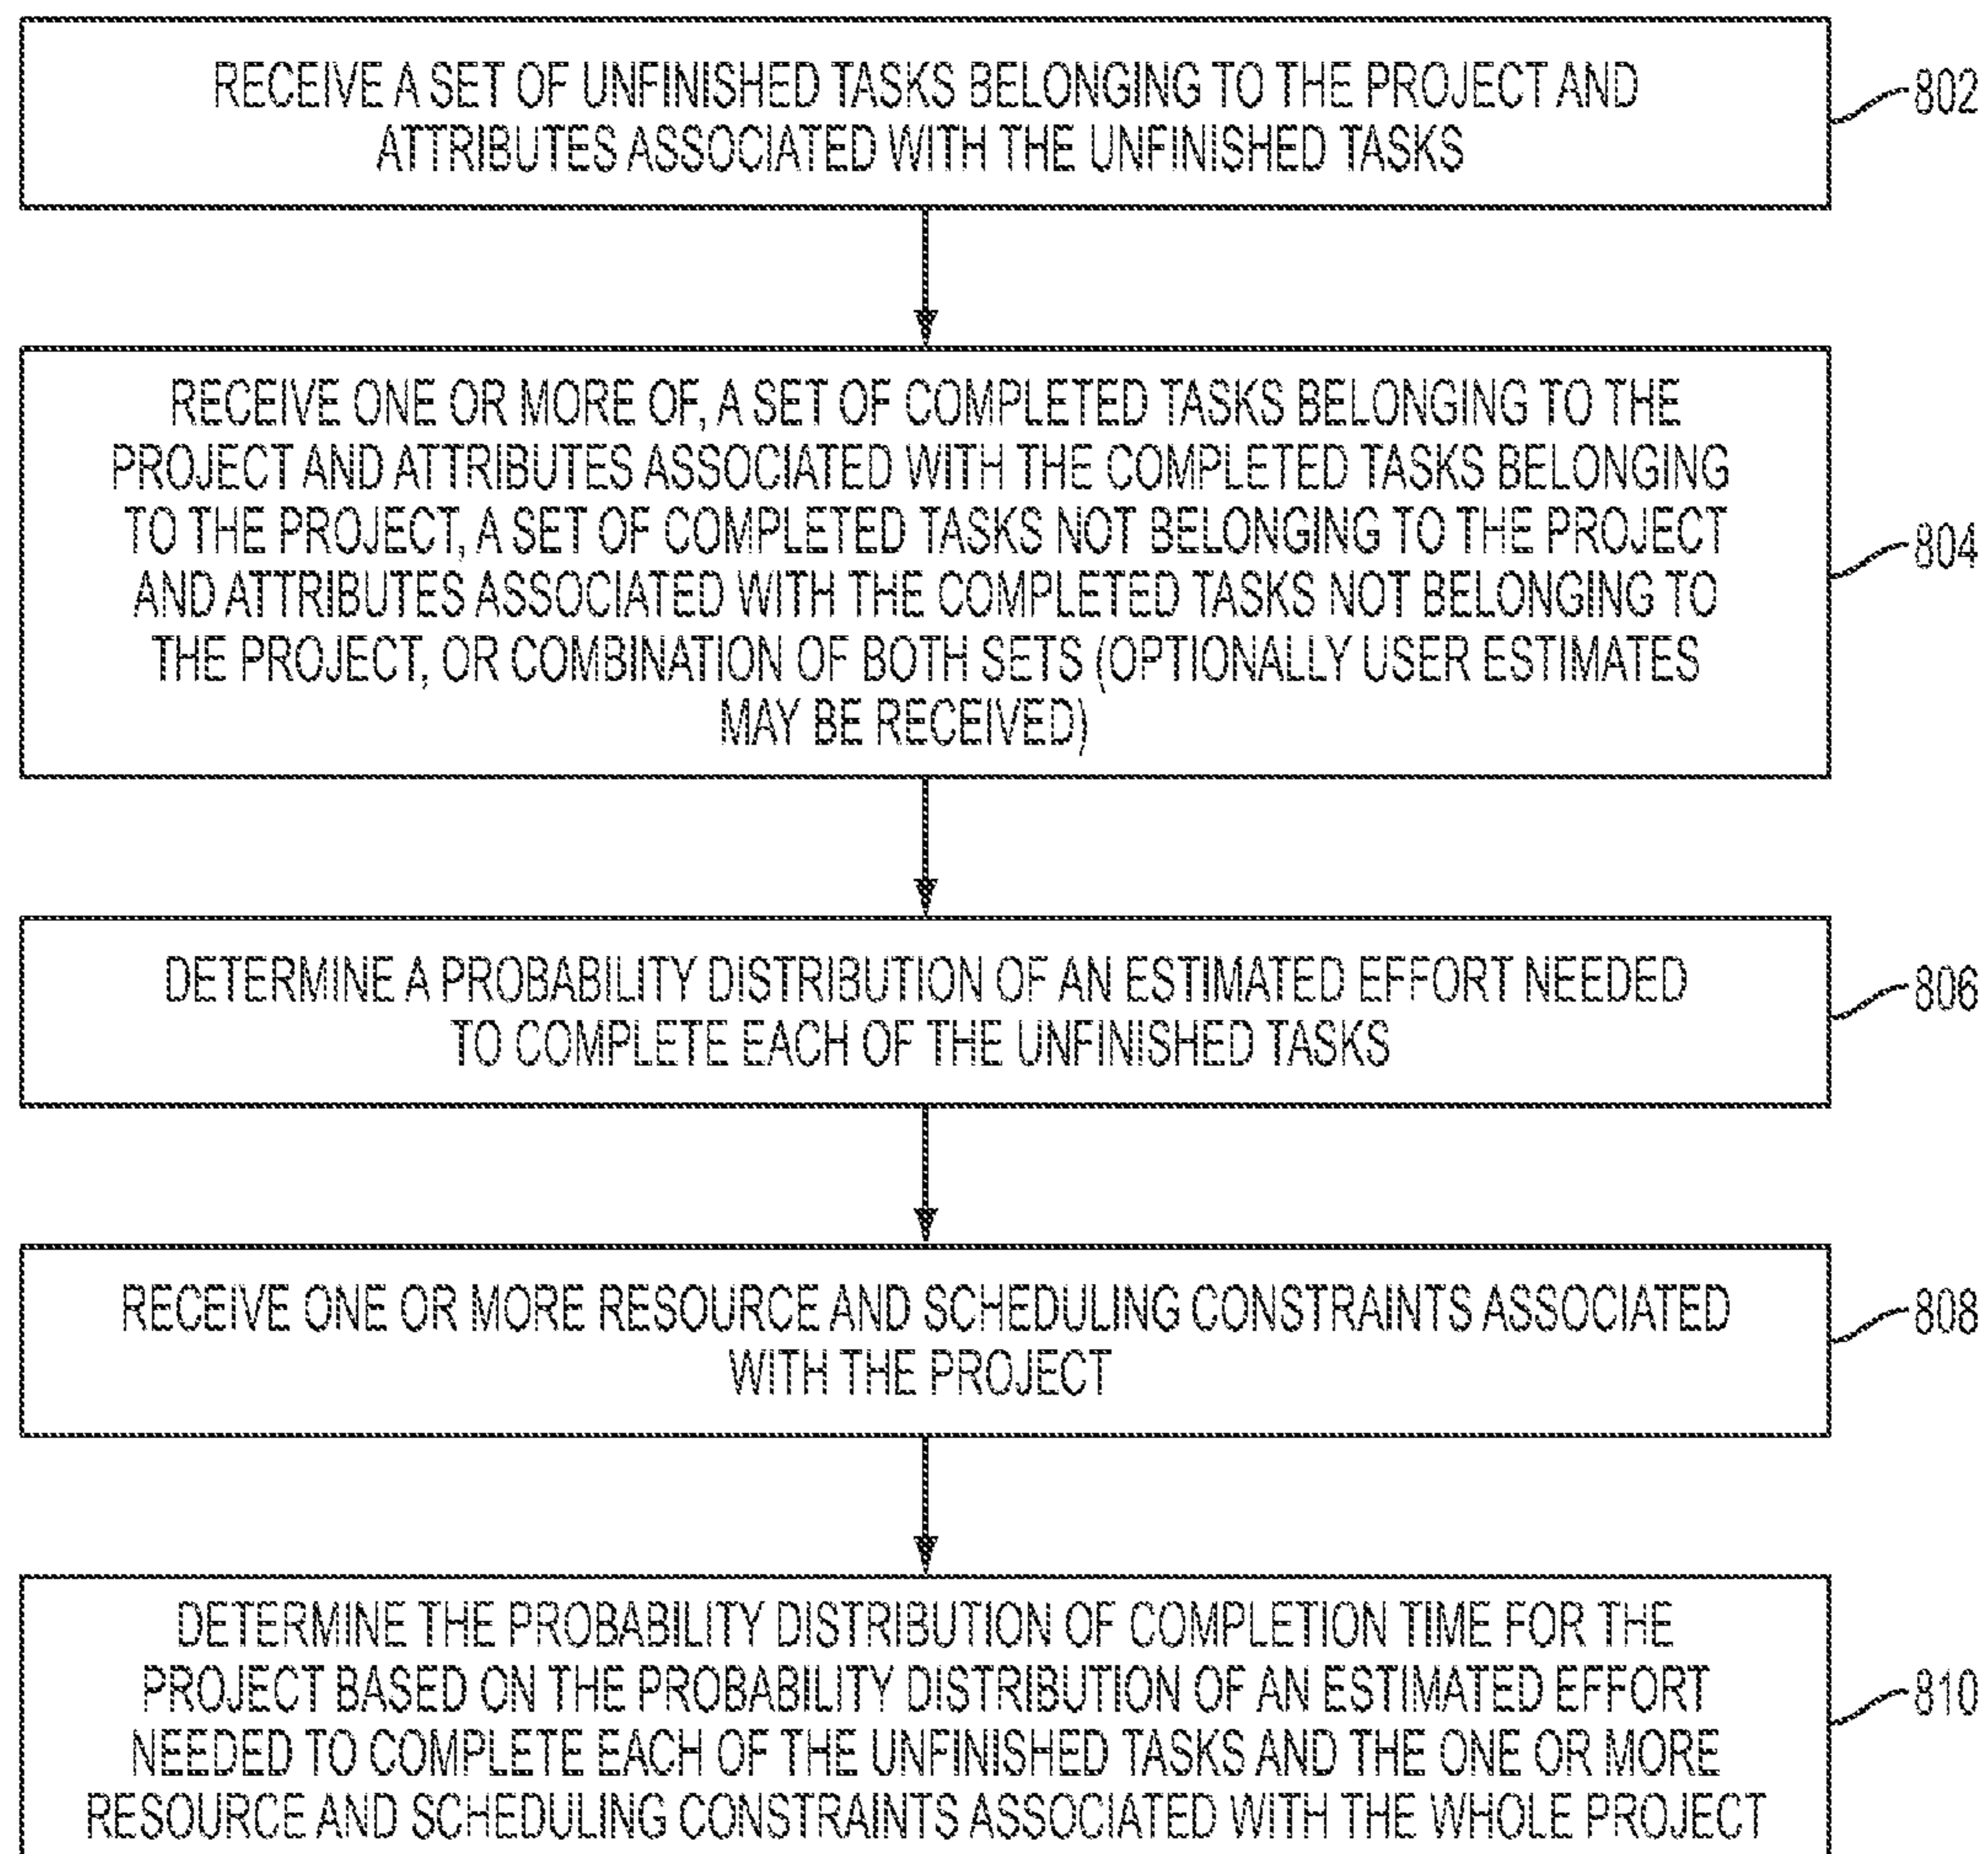 RECEIVE A SET OF UNFINISHED TASKS BELONGING TO THE PROJECT AND
ATTRIBUTES ASSOCIATED WITH THE UNFINISHED TASKS
802
RECEIVE ONE OR MORE OF, A SET OF COMPLETED TASKS BELONGING TO THE
PROJECT AND ATTRIBUTES ASSOCIATED WITH THE COMPLETED TASKS BELONGING
TO THE PROJECT, A SET OF COMPLETED TASKS NOT BELONGING TO THE PROJECT
AND ATTRIBUTES ASSOCIATED WITH THE COMPLETED TASKS NOT BELONGING TO
THE PROJECT, OR COMBINATION OF BOTH SETS (OPTIONALLY USER ESTIMATES
MAY BE RECEIVED)
804
DETERMINE A PROBABILITY DISTRIBUTION OF AN ESTIMATED EFFORT NEEDED
TO COMPLETE EACH OF THE UNFINISHED TASKS
806
RECEIVE ONE OR MORE RESOURCE AND SCHEDULING CONSTRAINTS ASSOCIATED
WITH THE PROJECT
808
DETERMINE THE PROBABILITY DISTRIBUTION OF COMPLETION TIME FOR THE
PROJECT BASED ON THE PROBABILITY DISTRIBUTION OF AN ESTIMATED EFFORT
NEEDED TO COMPLETE EACH OF THE UNFINISHED TASKS AND THE ONE OR MORE
RESOURCE AND SCHEDULING CONSTRAINTS ASSOCIATED WITH THE WHOLE PROJECT
810